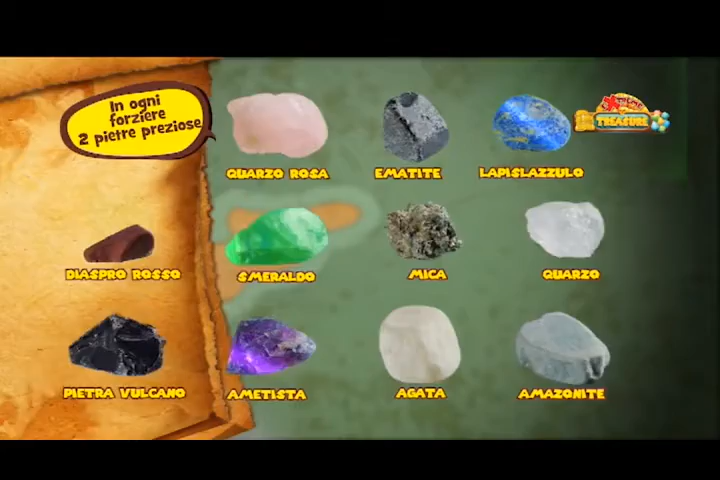 In ogni
forziere
2 pietre preziose
TREASURE
QUARZO ROSA
EMATITE
LAPISLAZZULO
DIASPRO ROSSO
SMERALDO
MICA
QUARZO
PIETRA VULCANO
AMETISTA
AGATA
AMAZONITE